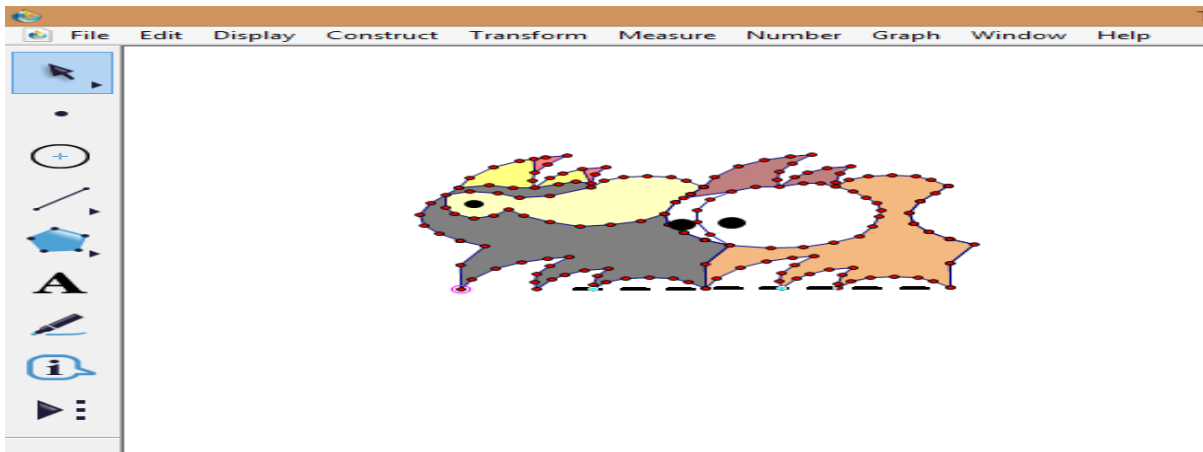 File Edit Display Construct Transform Measure Number Graph Window Help
A
i